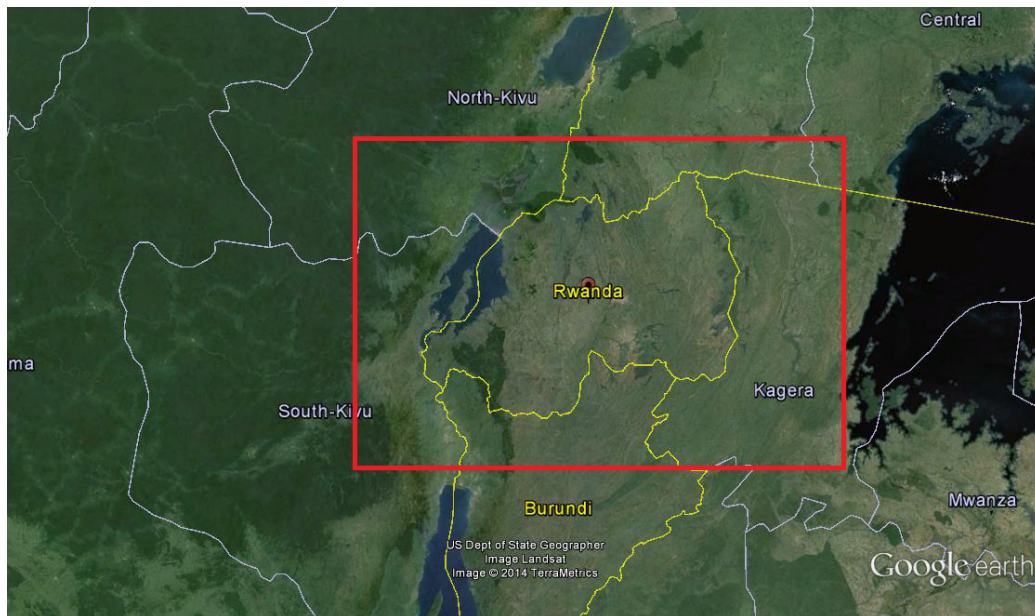 Central
North-Kivu
Rwanda
ma
Kagera
South-Kivu
Mwanza
Burundi
US Dept of State Geographer
Image Landsat
Image © 2014 TerraMetrics
Google earth